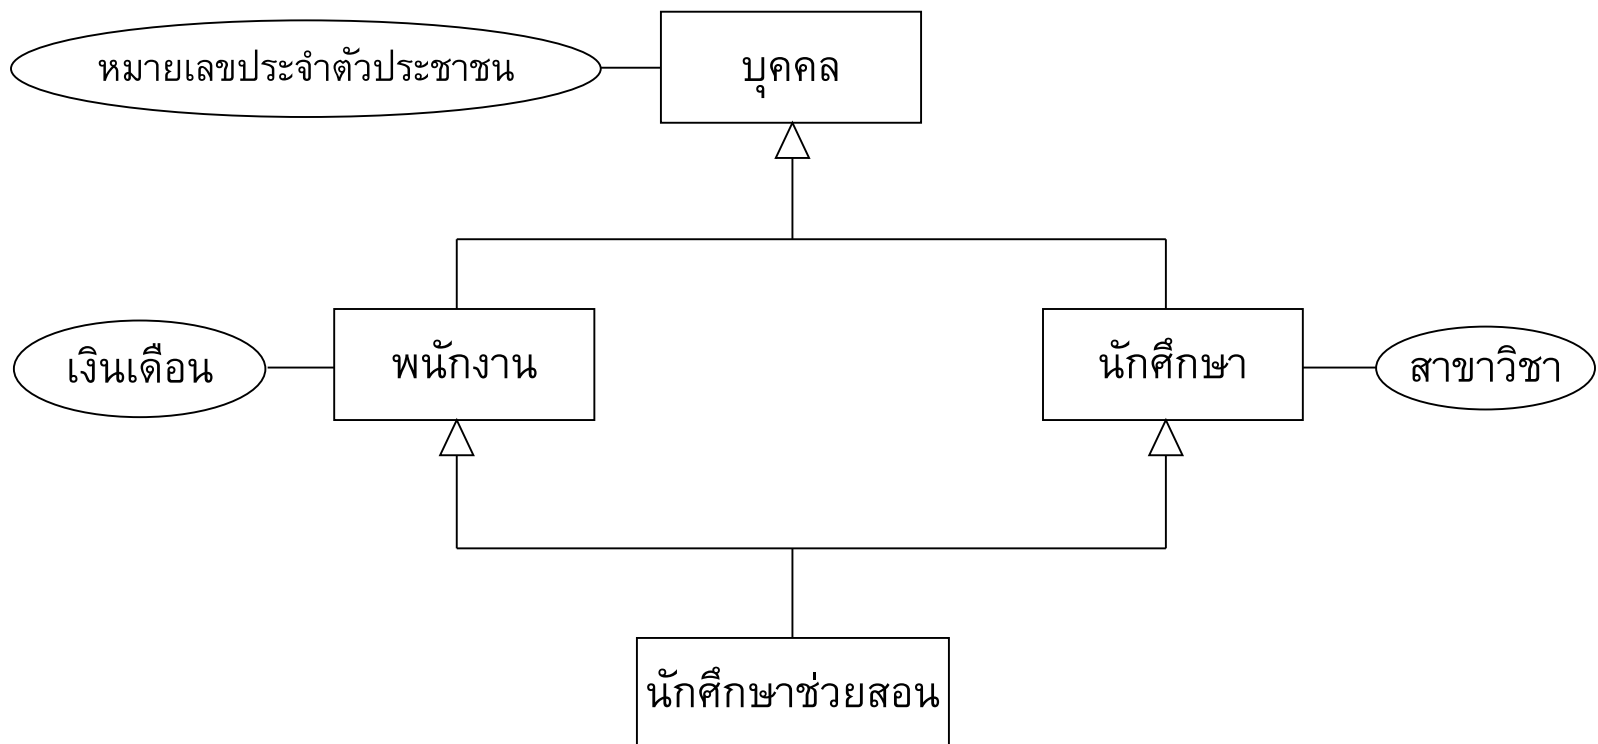 หมายเลขประจำตัวประชาชน
บุคคล
เงินเดือน
พนักงาน
นักศึกษา
สาขาวิชา
นักศึกษาช่วยสอน